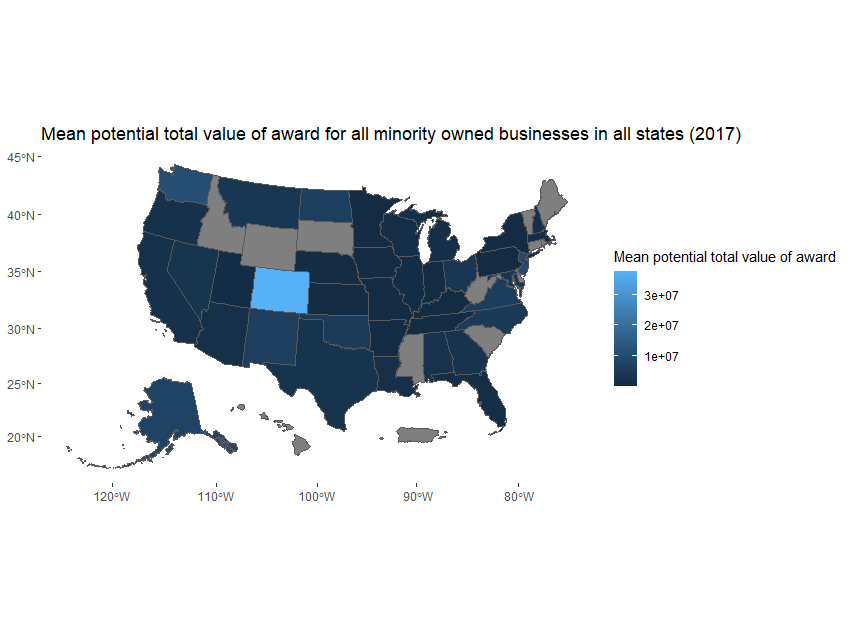 Mean potential total value of award for all minority owned businesses in all states (2017)
45°N
40°N
35°N
30°N
25°N
20°N
120°W
110°W
100°W
90°W
80°W
Mean potential total value of award
3e+07
2e+07
1e+07